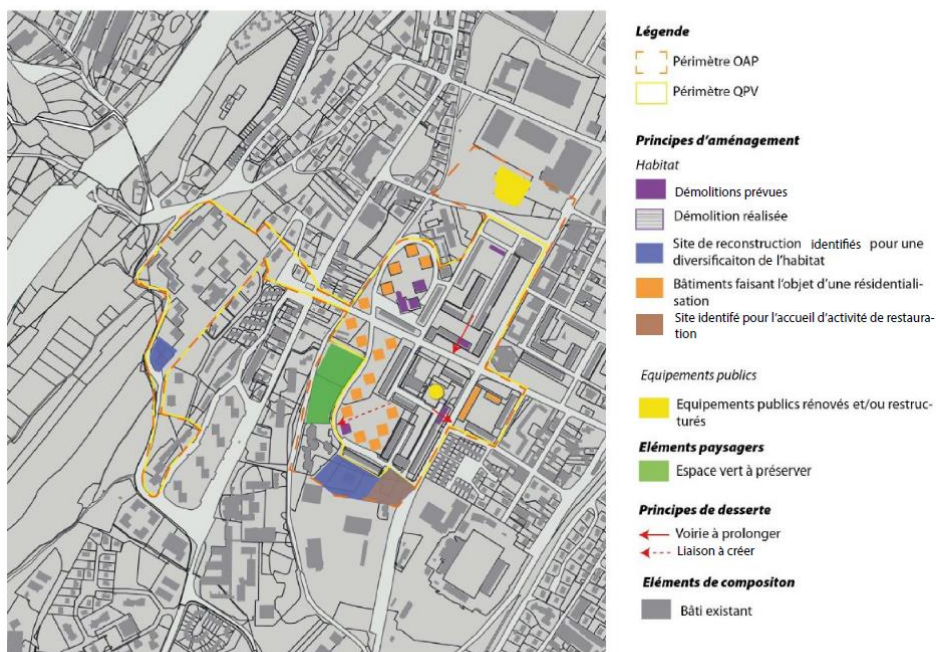 Légende
Périmètre OAP
Périmètre QPV
Principes d'aménagement
Habitat
Démolitions prévues
Démolition réalisée
Site de reconstruction identifiés pour une
diversificaiton de l'habitat
Bâtiments faisant l'objet d'une résidentiali-
sation
Site identifé pour l'accueil d'activité de restaura-
tion
Equipements publics
Equipements publics rénovés et/ou restruc-
turés
Eléments paysagers
Espace vert à préserver
Principes de desserte
Voirie à prolonger
Liaison à créer
Eléments de compositon
Bâti existant